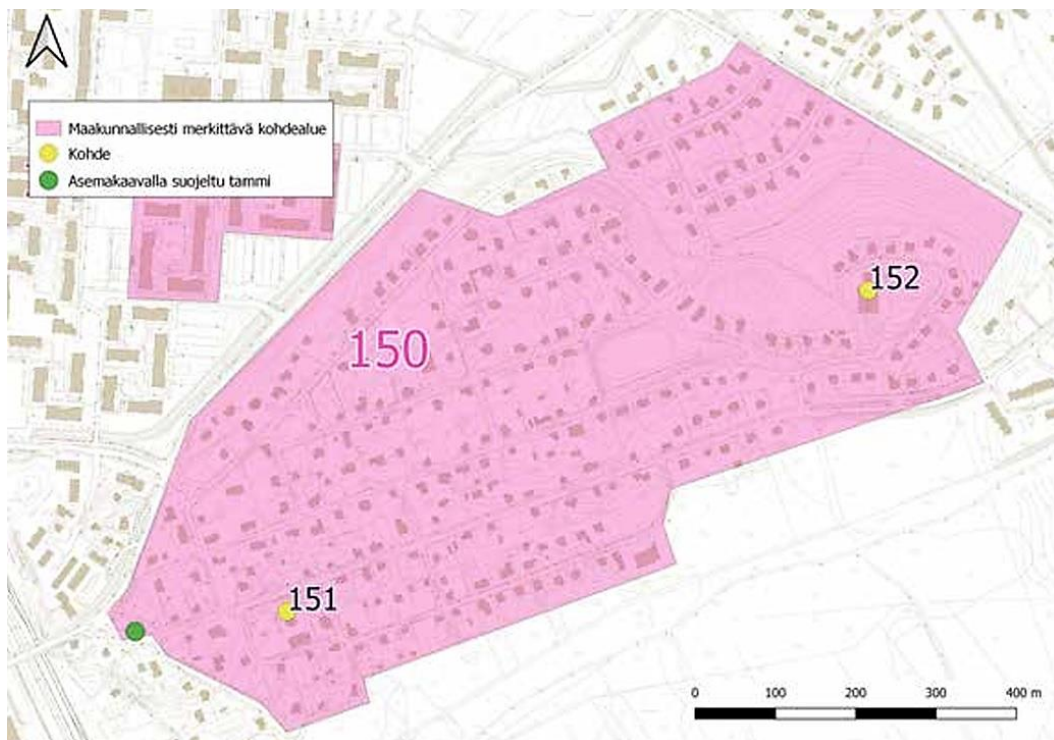 Maakunnallisesti merkittävä kohdealue
Kohde
Asemakaavalla suojeltu tammi
152
150
151
0 100 200 300 400 m